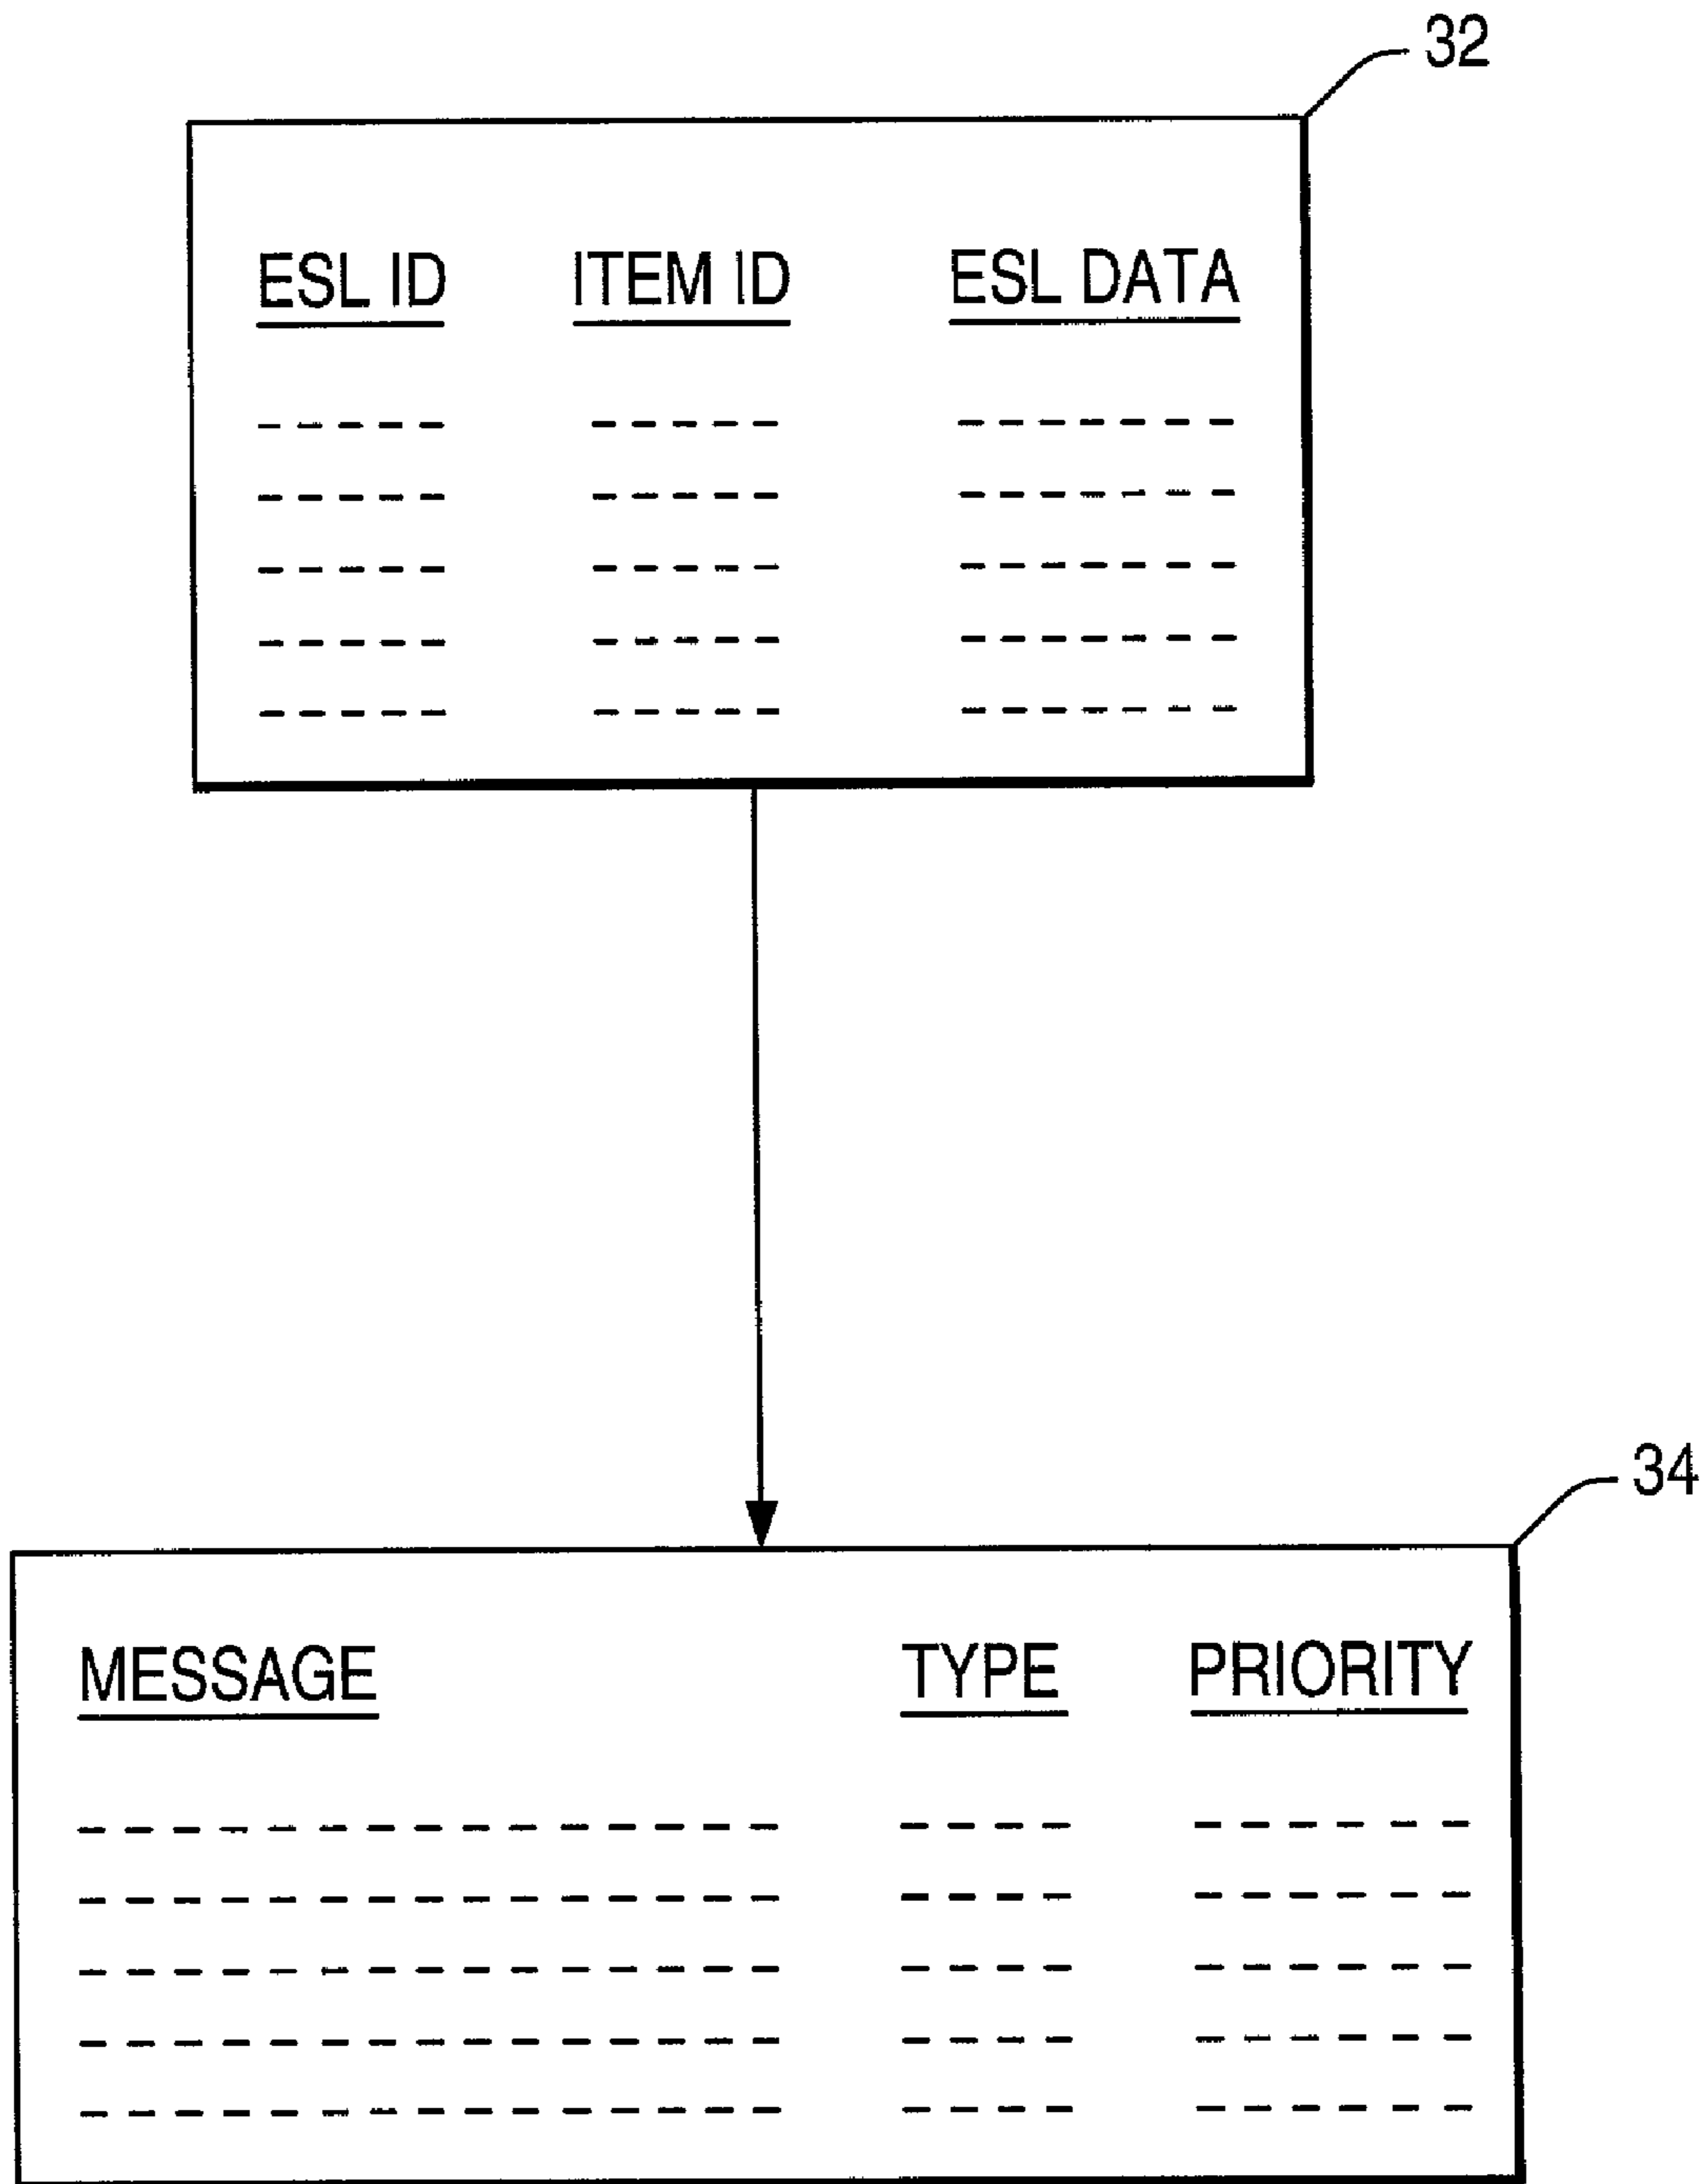 32
ESL ID ITEM ID ESL DATA
34
MESSAGE TYPE PRIORITY